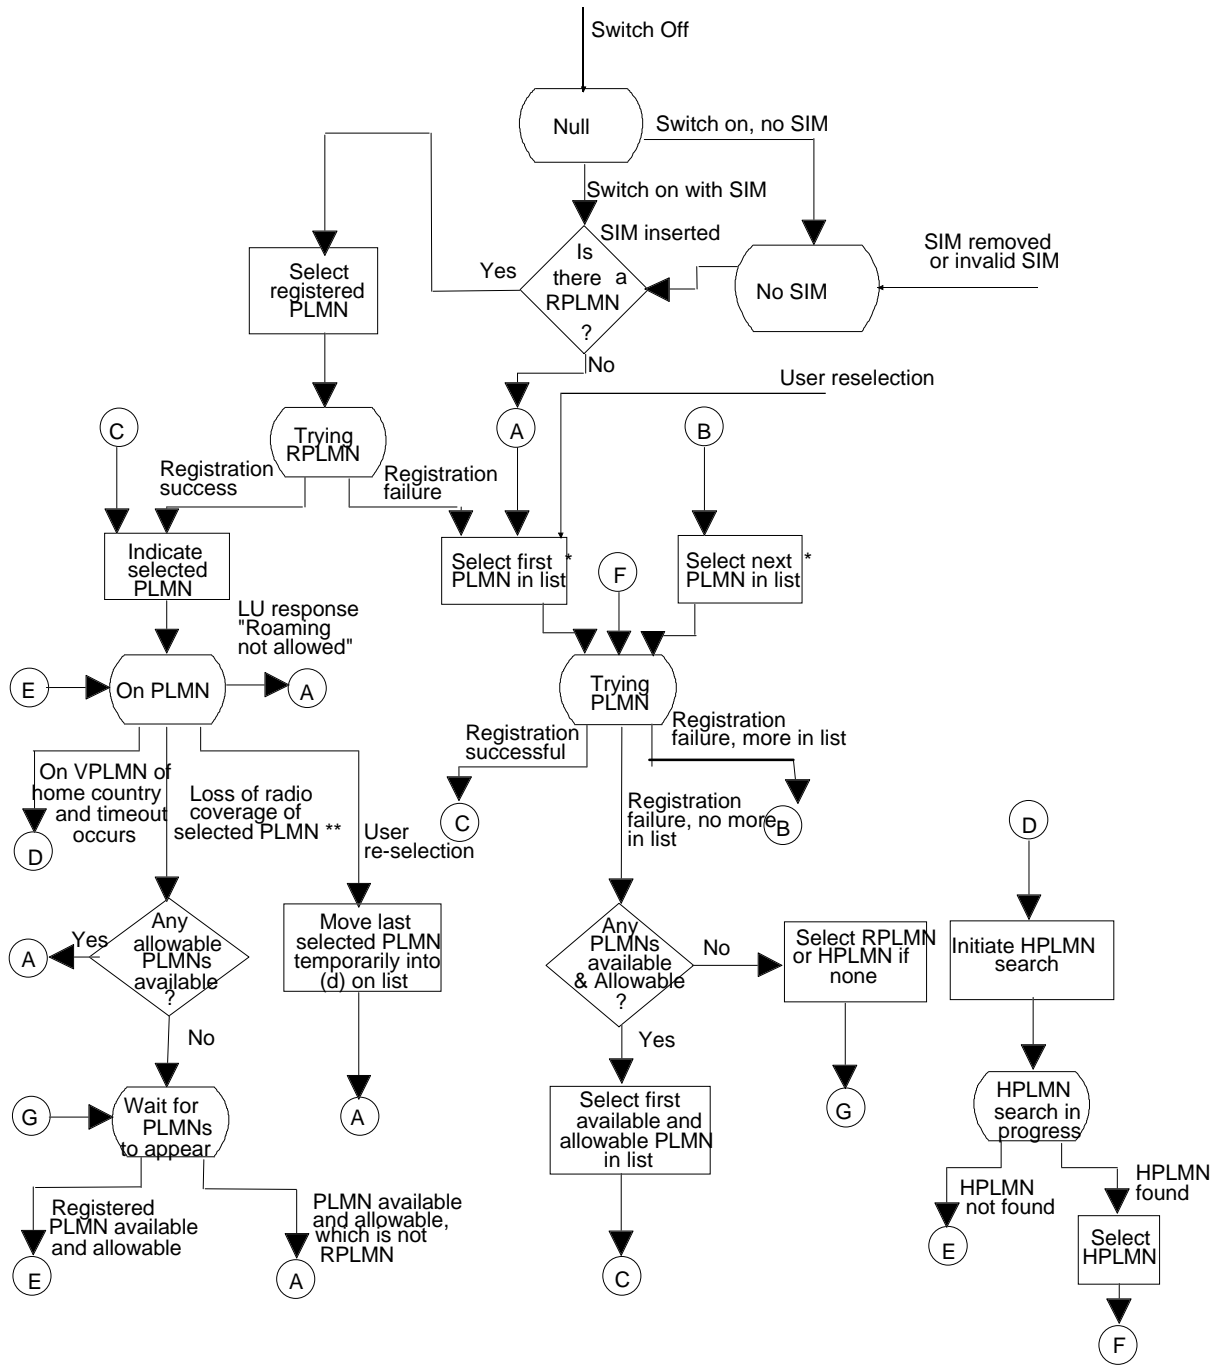 Switch Off
Null
Switch on, no SIM
Switch on with SIM
SIM inserted
SIM removed
or invalid SIM
Is
there a
RPLMN
?
Yes
No SIM
Select
registered
PLMN
No
User reselection
C
Trying
RPLMN
A
B
Registration
success
Registration
failure
Indicate
selected
PLMN
Select first *
PLMN in list
F
Select next *
PLMN in list
LU response
"Roaming
not allowed"
E
On PLMN
A
Trying
PLMN
Registration
successful
Registration
failure, more in list
On VPLMN of
home country
and timeout
occurs
D
Loss of radio
coverage of
selected PLMN **
User
re-selection
C
Registration
failure, no more
in list
B
D
Any
allowable
PLMNs
available
?
Yes
A
Move last
selected PLMN
temporarily into
(d) on list
Any
PLMNs
available
& Allowable
?
No
Select RPLMN
or HPLMN if
none
Initiate HPLMN
search
No
Yes
G
Wait for
PLMNs
to appear
A
Select first
available and
allowable PLMN
in list
G
HPLMN
search in
progress
Registered
PLMN available
and allowable
PLMN available
and allowable,
which is not
RPLMN
HPLMN
not found
HPLMN
found
E
A
C
E
Select
HPLMN
F